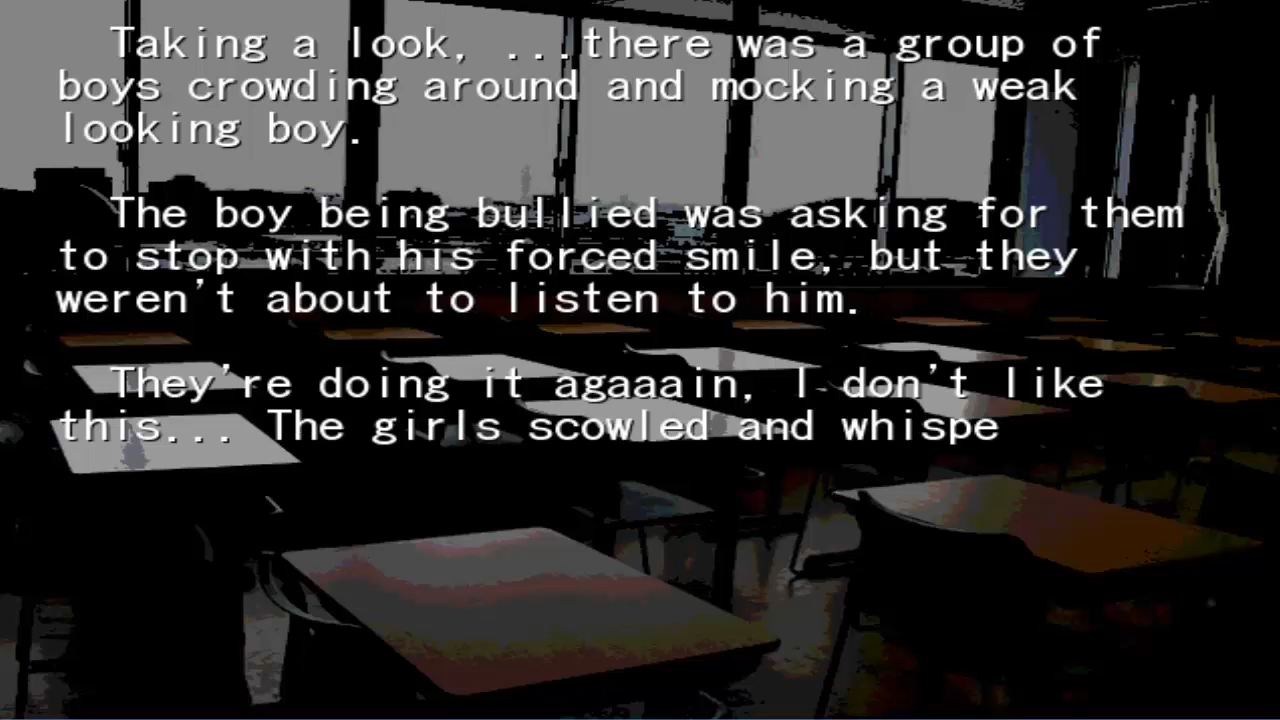 Taking a look, ...there was a group of
boys crowding around and mocking a weak
looking boy.
The boy being bullied was asking for them
to stop with his forced smile, but they
weren't about to listen to him.
They're doing it agaaain, I don't like
this... The girls scowled and whispe